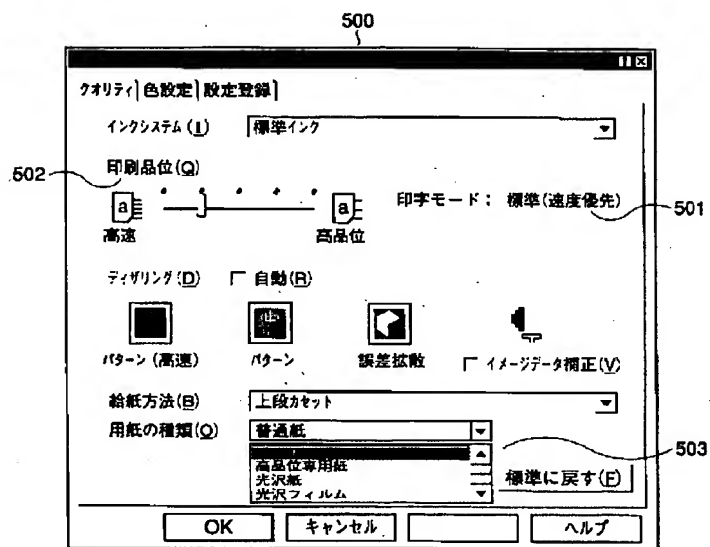 500
クオリティ 色設定 設定登録
インクシステム(I) 標準インク
502 印刷品位(Q)
a a 印字モード: 標準(速度優先) 501
高速 高品位
ディザリング(D) 自動(R)
パターン(高速) パターン 誤差拡散 イメージデータ補正(V)
給紙方法(B) 上段カセット
用紙の種類(O) 普通紙
503
高品位専用紙
光沢紙 標準に戻す(F)
光沢フィルム
OK キャンセル ヘルプ